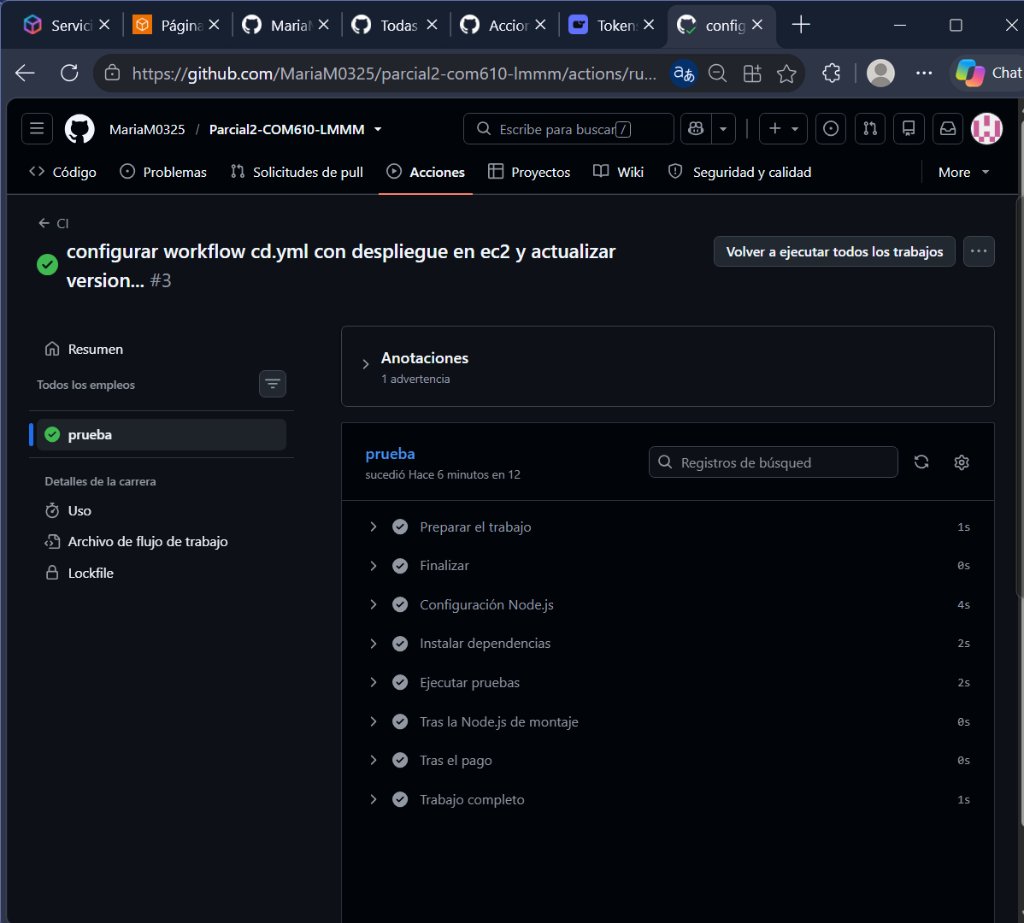 Servici
Página
MariaM
Todas
Accion
Tokens
config
https://github.com/MariaM0325/parcial2-com610-lmmm/actions/ru...
Chat
MariaM0325 / Parcial2-COM610-LMMM
Escribe para buscar /
Código
Problemas
Solicitudes de pull
Acciones
Proyectos
Wiki
Seguridad y calidad
More
CI
configurar workflow cd.yml con despliegue en ec2 y actualizar
version... #3
Volver a ejecutar todos los trabajos
Resumen
Todos los empleos
prueba
Detalles de la carrera
Uso
Archivo de flujo de trabajo
Lockfile
Anotaciones
1 advertencia
prueba
sucedió Hace 6 minutos en 12
Registros de búsqued
Preparar el trabajo 1s
Finalizar 0s
Configuración Node.js 4s
Instalar dependencias 2s
Ejecutar pruebas 2s
Tras la Node.js de montaje 0s
Tras el pago 0s
Trabajo completo 1s